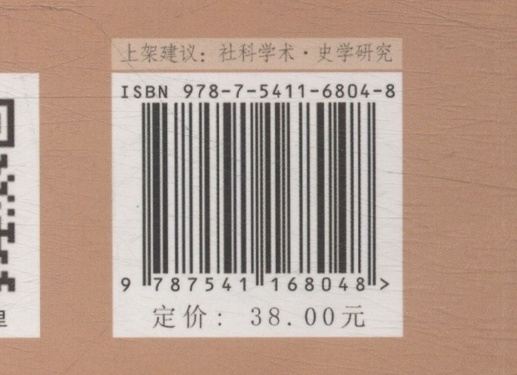 上架建议：社科学术·史学研究
ISBN 978-7-5411-6804-8
9 787541 168048 >
定价：38.00元
里